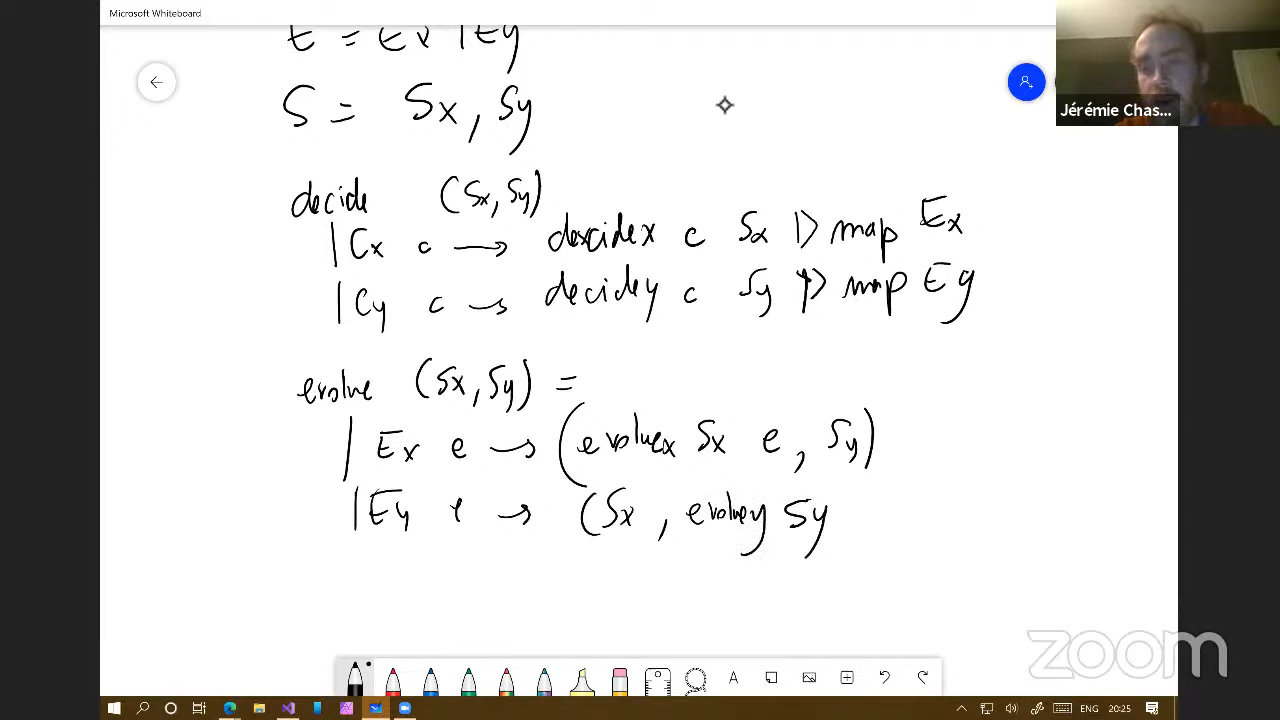 Microsoft Whiteboard
E = Ex | Ey
S = Sx, Sy
Jérémie Chas...
decide (Sx, Sy)
| Cx c → decidex c Sx |> map Ex
| Cy c → decidey c Sy |> map Ey
evolve (Sx, Sy) =
| Ex e → (evolvex Sx e, Sy)
| Ey e → (Sx, evolvey Sy
zoom
A
ENG 20:25